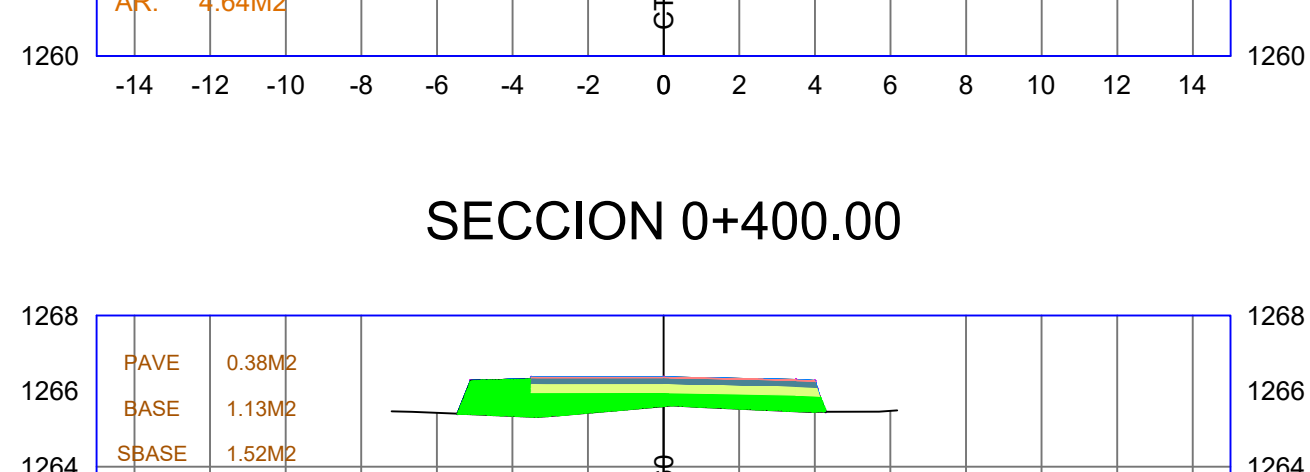 AR. 4.64M2
1260 1260
-14 -12 -10 -8 -6 -4 -2 0 2 4 6 8 10 12 14
SECCION 0+400.00
1268 1268
PAVE 0.38M2
1266 1266
BASE 1.13M2
SBASE 1.52M2
1264 1264